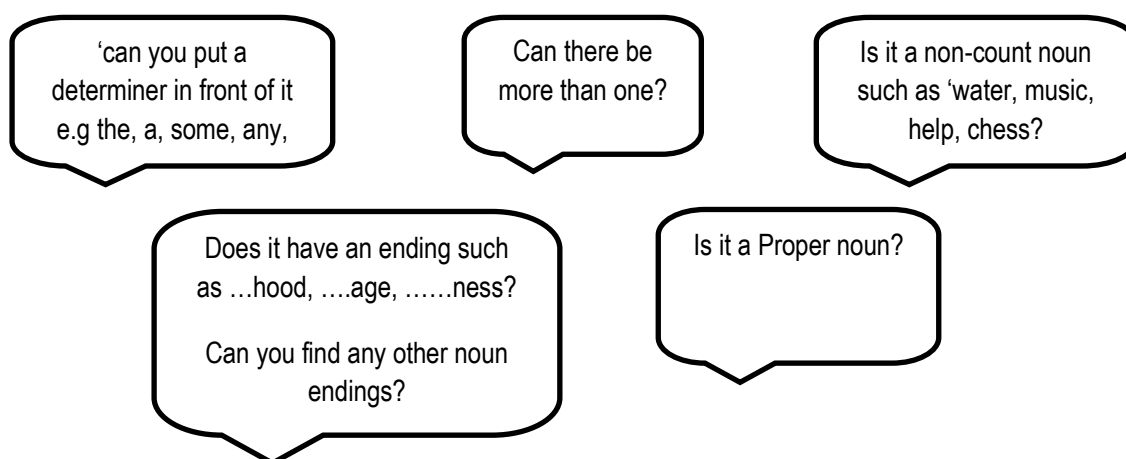 ‘can you put a
determiner in front of it
e.g the, a, some, any,
Can there be
more than one?
Is it a non-count noun
such as ‘water, music,
help, chess?
Does it have an ending such
as …hood, ….age, ……ness?
Can you find any other noun
endings?
Is it a Proper noun?